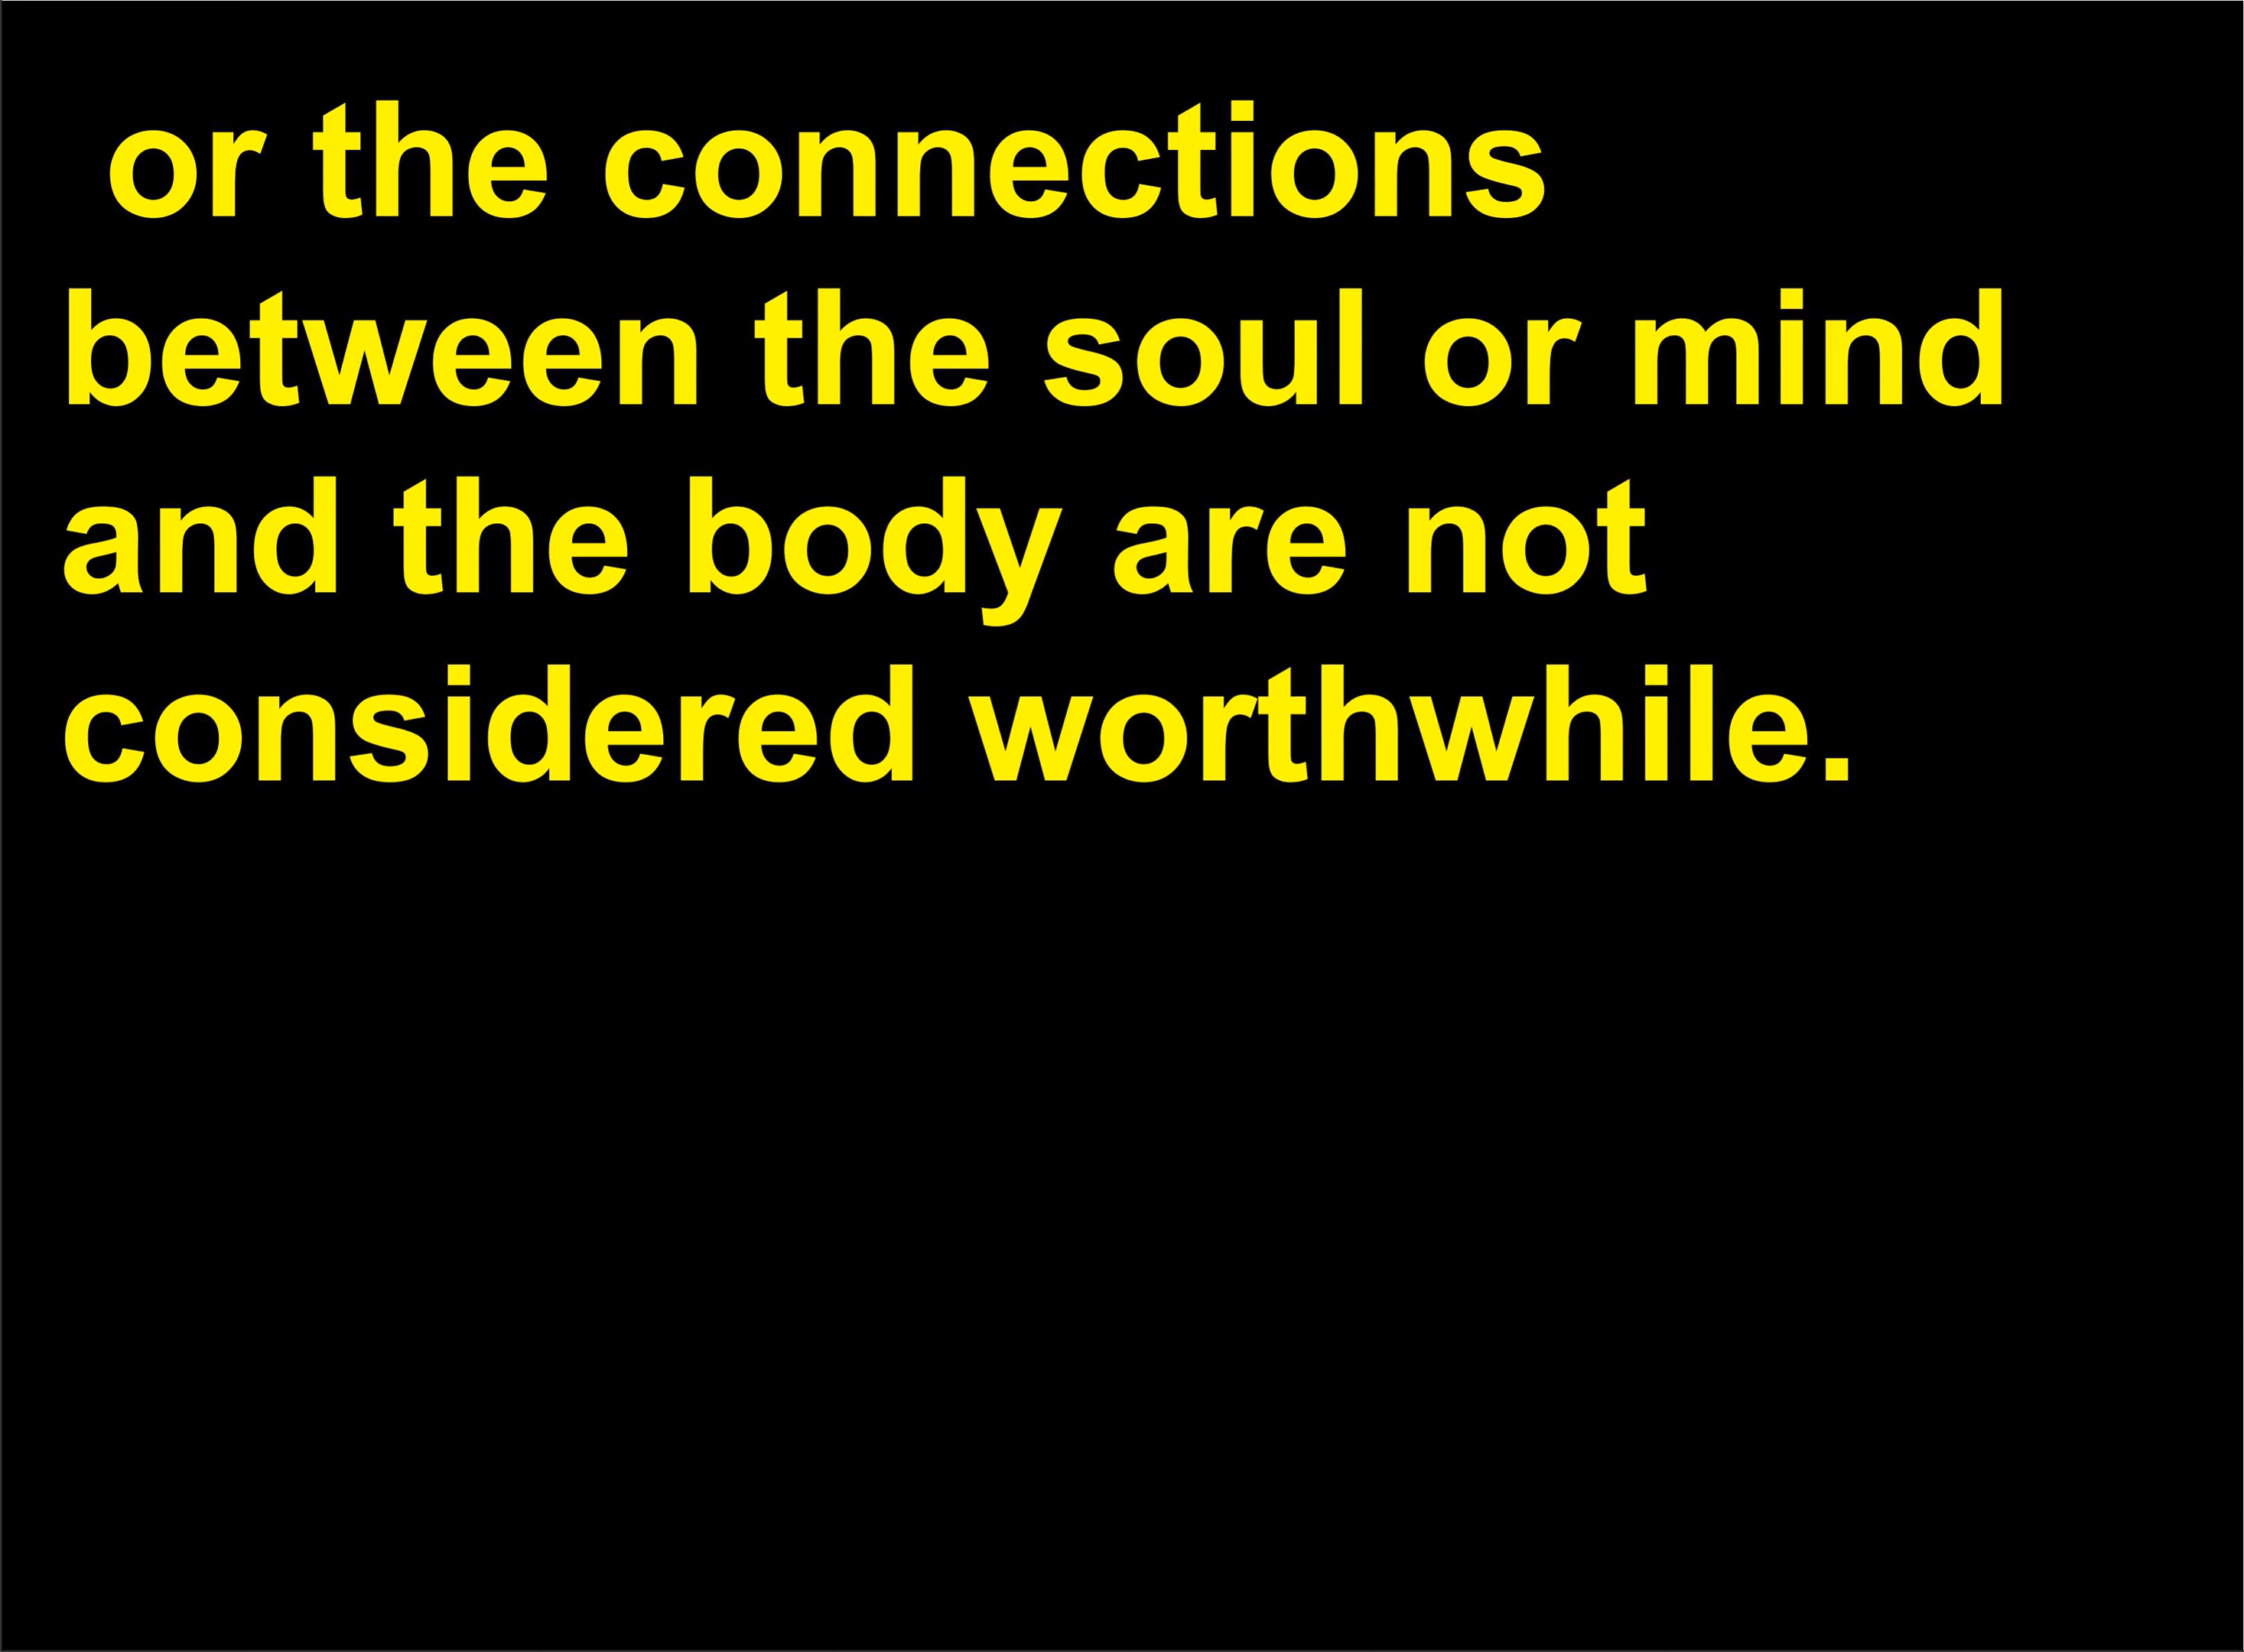 or the connections
between the soul or mind
and the body are not
considered worthwhile.